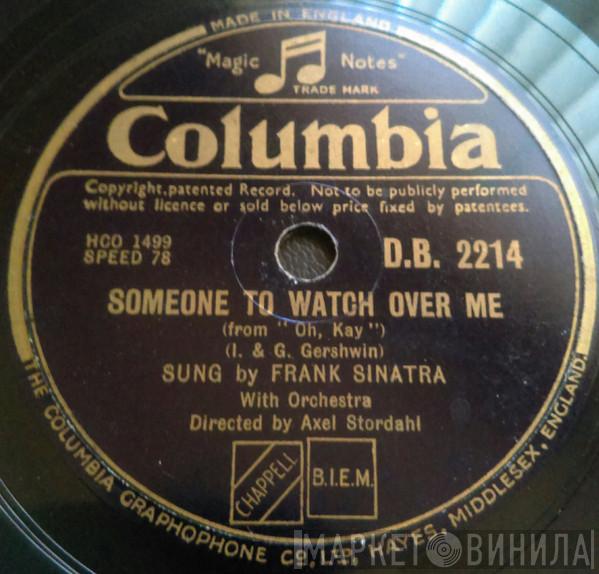 MADE IN ENGLAND
"Magic Notes"
TRADE MARK
Columbia
Copyright, patented Record. Not to be publicly performed
without licence or sold below price fixed by patentees.
HCO 1499
SPEED 78
D.B. 2214
SOMEONE TO WATCH OVER ME
(from "Oh, Kay")
(I. & G. Gershwin)
SUNG by FRANK SINATRA
With Orchestra
Directed by Axel Stordahl
CHAPPELL
B.I.E.M.
THE COLUMBIA GRAPHOPHONE CO. LTD. HAYES, MIDDLESEX, ENGLAND.
МАРКЕТ ВИНИЛА